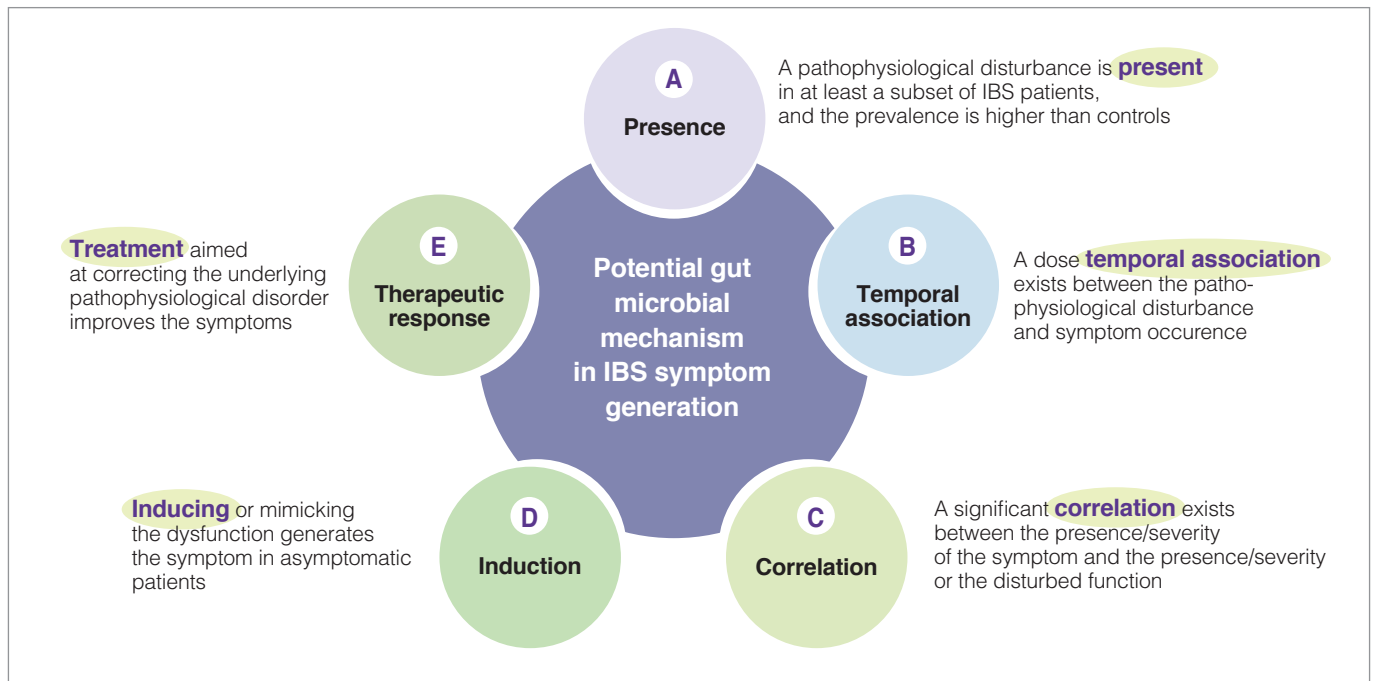 A
Presence
A pathophysiological disturbance is present
in at least a subset of IBS patients,
and the prevalence is higher than controls
B
Temporal
association
A dose temporal association
exists between the patho-
physiological disturbance
and symptom occurence
C
Correlation
A significant correlation exists
between the presence/severity
of the symptom and the presence/severity
or the disturbed function
D
Induction
Inducing or mimicking
the dysfunction generates
the symptom in asymptomatic
patients
E
Therapeutic
response
Treatment aimed
at correcting the underlying
pathophysiological disorder
improves the symptoms
Potential gut
microbial
mechanism
in IBS symptom
generation